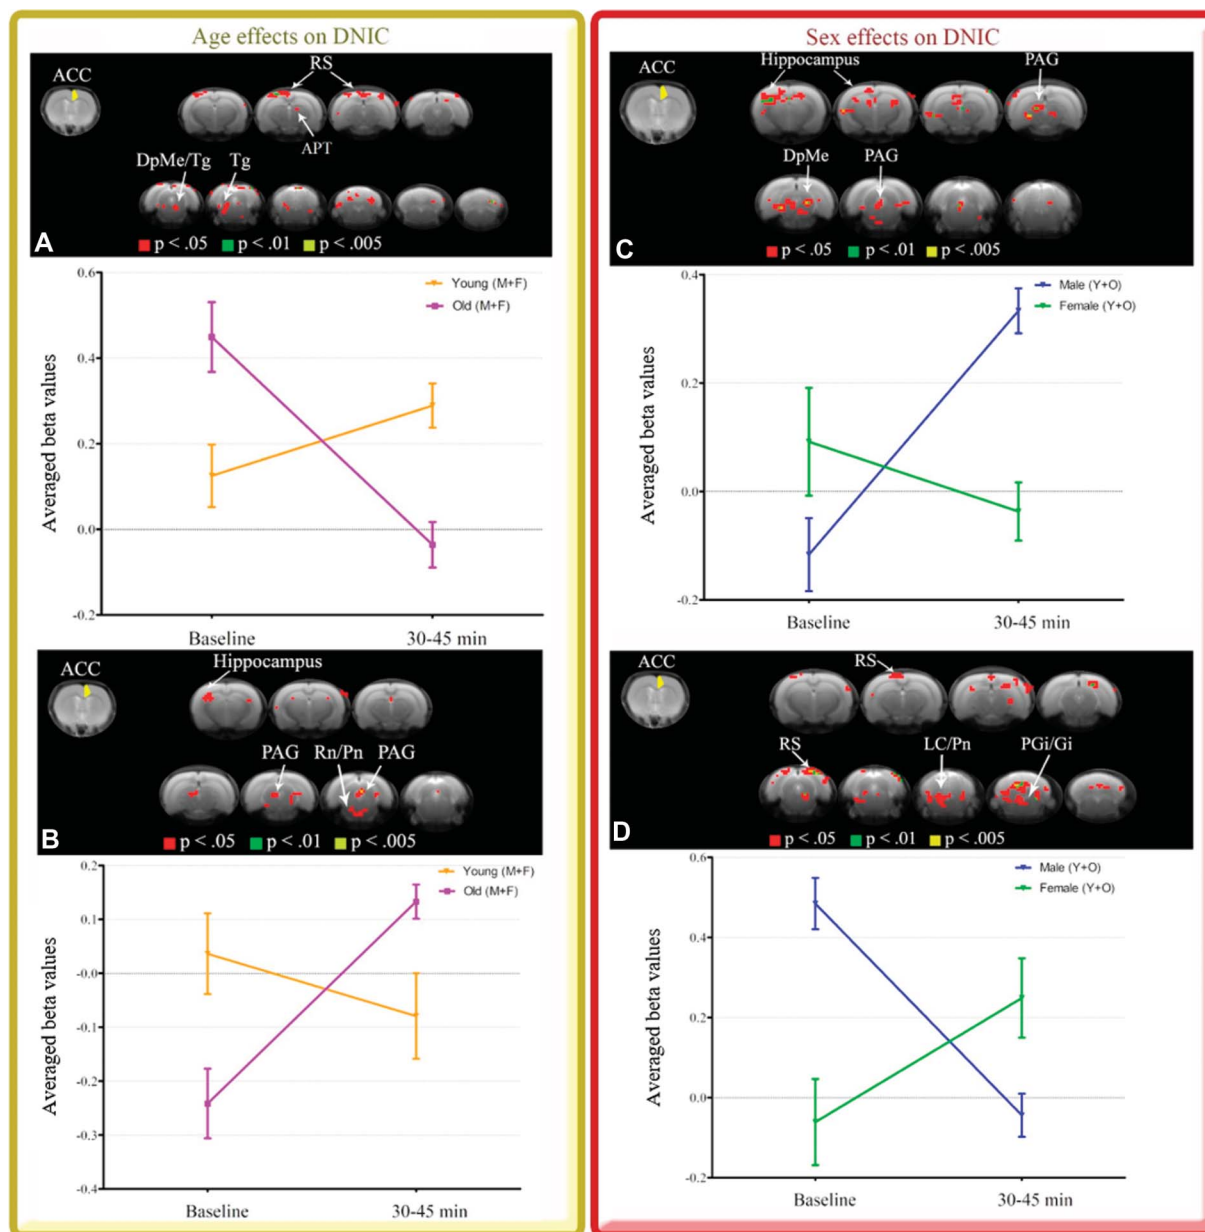 Age effects on DNIC
ACC
RS
APT
DpMe/Tg
Tg
A
p < .05
p < .01
p < .005
0.6
0.4
0.2
0.0
-0.2
Averaged beta values
Young (M+F)
Old (M+F)
Baseline
30-45 min
ACC
Hippocampus
PAG
Rn/Pn
PAG
B
p < .05
p < .01
p < .005
0.2
0.1
-0.0
-0.1
-0.2
-0.3
-0.4
Averaged beta values
Young (M+F)
Old (M+F)
Baseline
30-45 min
Sex effects on DNIC
ACC
Hippocampus
PAG
DpMe
PAG
C
p < .05
p < .01
p < .005
0.4
0.2
0.0
-0.2
Averaged beta values
Male (Y+O)
Female (Y+O)
Baseline
30-45 min
ACC
RS
RS
LC/Pn
PGi/Gi
D
p < .05
p < .01
p < .005
0.6
0.4
0.2
0.0
-0.2
Averaged beta values
Male (Y+O)
Female (Y+O)
Baseline
30-45 min